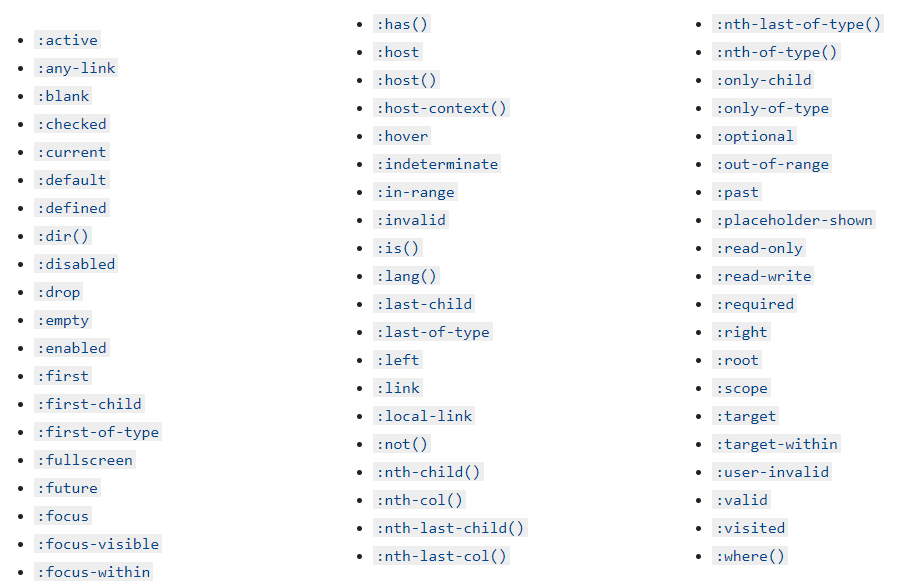 :active
:any-link
:blank
:checked
:current
:default
:defined
:dir()
:disabled
:drop
:empty
:enabled
:first
:first-child
:first-of-type
:fullscreen
:future
:focus
:focus-visible
:focus-within
:has()
:host
:host()
:host-context()
:hover
:indeterminate
:in-range
:invalid
:is()
:lang()
:last-child
:last-of-type
:left
:link
:local-link
:not()
:nth-child()
:nth-col()
:nth-last-child()
:nth-last-col()
:nth-last-of-type()
:nth-of-type()
:only-child
:only-of-type
:optional
:out-of-range
:past
:placeholder-shown
:read-only
:read-write
:required
:right
:root
:scope
:target
:target-within
:user-invalid
:valid
:visited
:where()